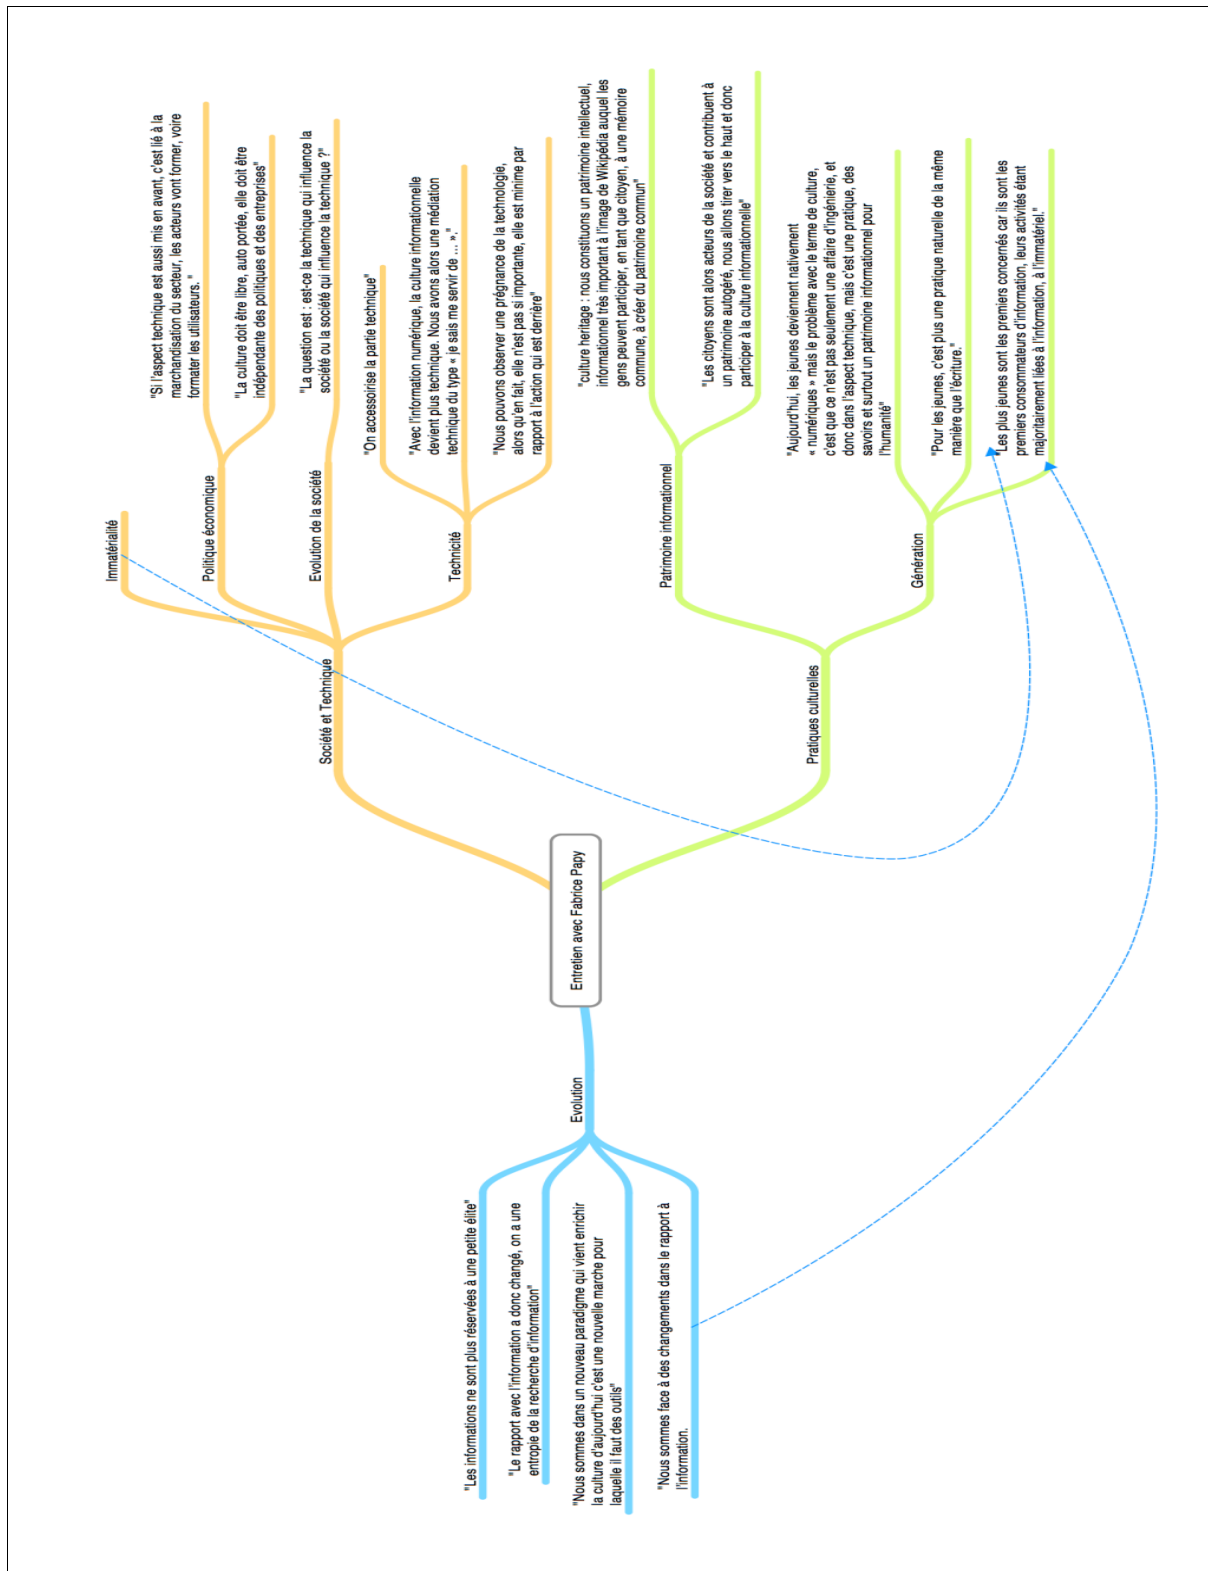 Immatérialité
"Si l'aspect technique est aussi mis en avant, c'est lié à la
marchandisation du secteur, les acteurs vont former, voire
formater les utilisateurs. "
Politique économique
"La culture doit être libre, auto portée, elle doit être
indépendante des politiques et des entreprises"
"La question est : est-ce la technique qui influence la
société ou la société qui influence la technique ?"
Evolution de la société
"On accessoirise la partie technique"
"Avec l'information numérique, la culture informationnelle
devient plus technique. Nous avons alors une médiation
technique du type « je sais me servir de ... »."
Technicité
"Nous pouvons observer une prégnance de la technologie,
alors qu'en fait, elle n'est pas si importante, elle est minime par
rapport à l'action qui est derrière"
Société et Technique
"culture heritage : nous constituons un patrimoine intellectuel,
informationnel très important à l'image de Wikipédia auquel les
gens peuvent participer, en tant que citoyen, à une mémoire
commune, à créer du patrimoine commun"
Patrimoine informationnel
"Les citoyens sont alors acteurs de la société et contribuent à
un patrimoine autogéré, nous allons tirer vers le haut et donc
participer à la culture informationnelle"
Pratiques culturelles
"Aujourd'hui, les jeunes deviennent nativement
« numériques » mais le problème avec le terme de culture,
c'est que ce n'est pas seulement une affaire d'ingénierie, et
donc dans l'aspect technique, mais c'est une pratique, des
savoirs et surtout un patrimoine informationnel pour
l'humanité"
Génération
"Pour les jeunes, c'est plus une pratique naturelle de la même
manière que l'écriture."
"Les plus jeunes sont les premiers concernés car ils sont les
premiers consommateurs d'information, leurs activités étant
majoritairement liées à l'information, à l'immatériel."
Entretien avec Fabrice Papy
Evolution
"Les informations ne sont plus réservées à une petite élite"
"Le rapport avec l'information a donc changé, on a une
entropie de la recherche d'information"
"Nous sommes dans un nouveau paradigme qui vient enrichir
la culture d'aujourd'hui c'est une nouvelle marche pour
laquelle il faut des outils"
"Nous sommes face à des changements dans le rapport à
l'information.